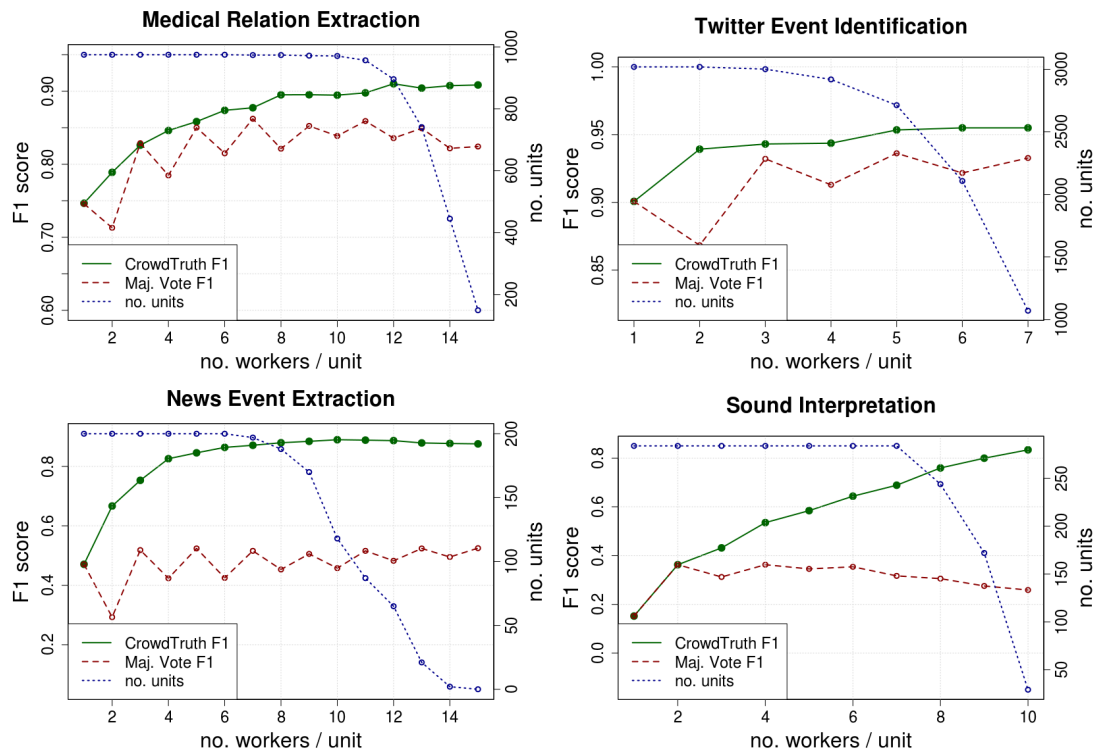 Medical Relation Extraction
F1 score
0.60 0.70 0.80 0.90
200 400 600 800 1000
no. units
CrowdTruth F1
Maj. Vote F1
no. units
2 4 6 8 10 12 14
no. workers / unit
Twitter Event Identification
F1 score
0.85 0.90 0.95 1.00
1000 1500 2000 2500 3000
no. units
CrowdTruth F1
Maj. Vote F1
no. units
1 2 3 4 5 6 7
no. workers / unit
News Event Extraction
F1 score
0.2 0.4 0.6 0.8
0 50 100 150 200
no. units
CrowdTruth F1
Maj. Vote F1
no. units
2 4 6 8 10 12 14
no. workers / unit
Sound Interpretation
F1 score
0.0 0.2 0.4 0.6 0.8
50 100 150 200 250
no. units
CrowdTruth F1
Maj. Vote F1
no. units
2 4 6 8 10
no. workers / unit